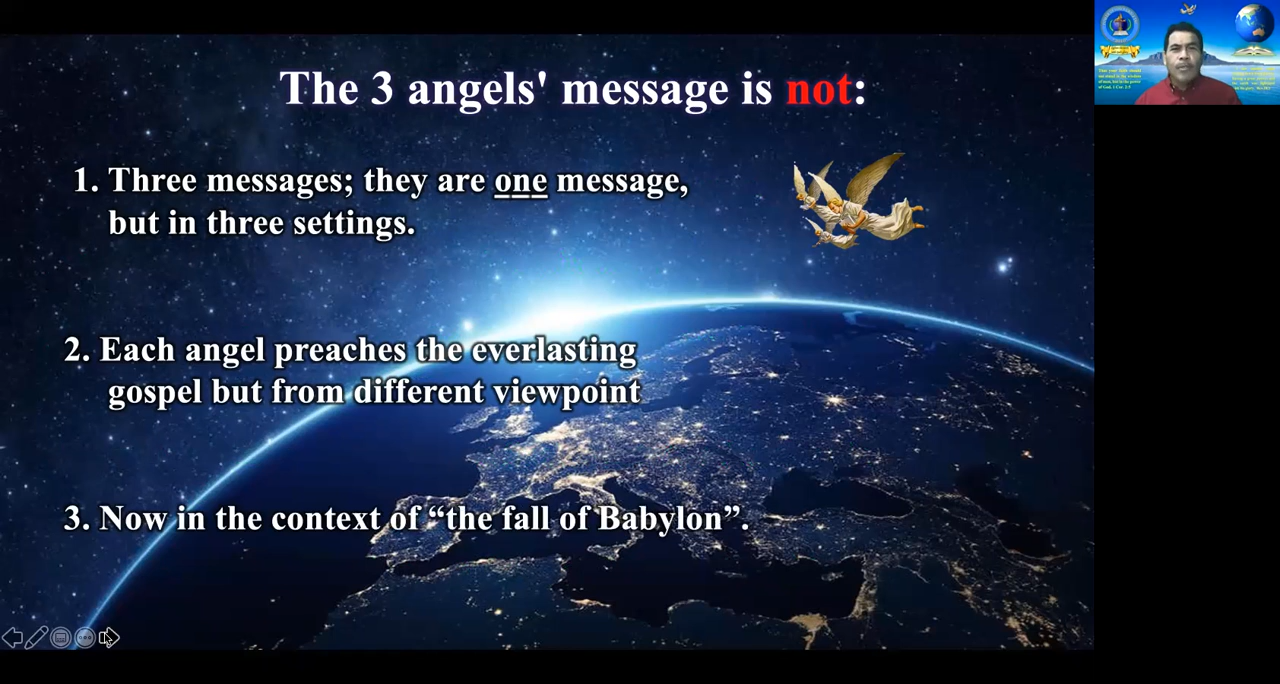 The 3 angels' message is not:
1. Three messages; they are one message,
but in three settings.
2. Each angel preaches the everlasting
gospel but from different viewpoint
3. Now in the context of “the fall of Babylon”.